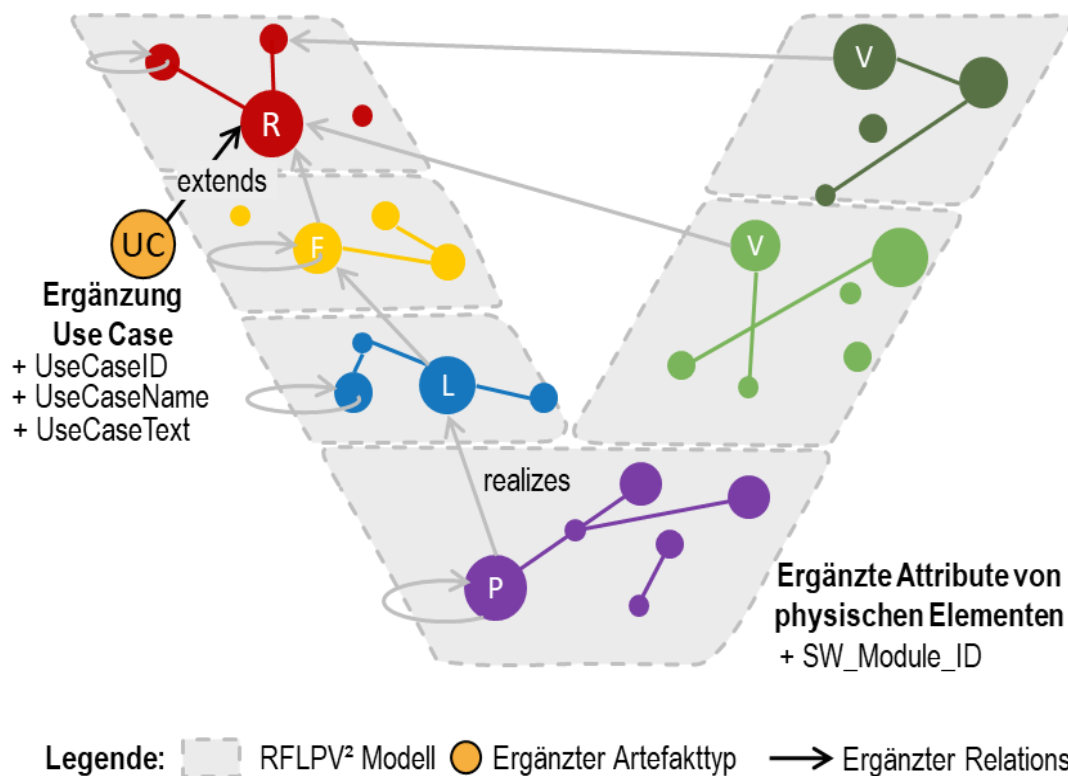 V
R
extends
UC
F
V
Ergänzung
Use Case
+ UseCaseID
+ UseCaseName
+ UseCaseText
L
realizes
P
Ergänzte Attribute von
physischen Elementen
+ SW_Module_ID
Legende: RFLPV² Modell Ergänzter Artefakttyp Ergänzter Relations